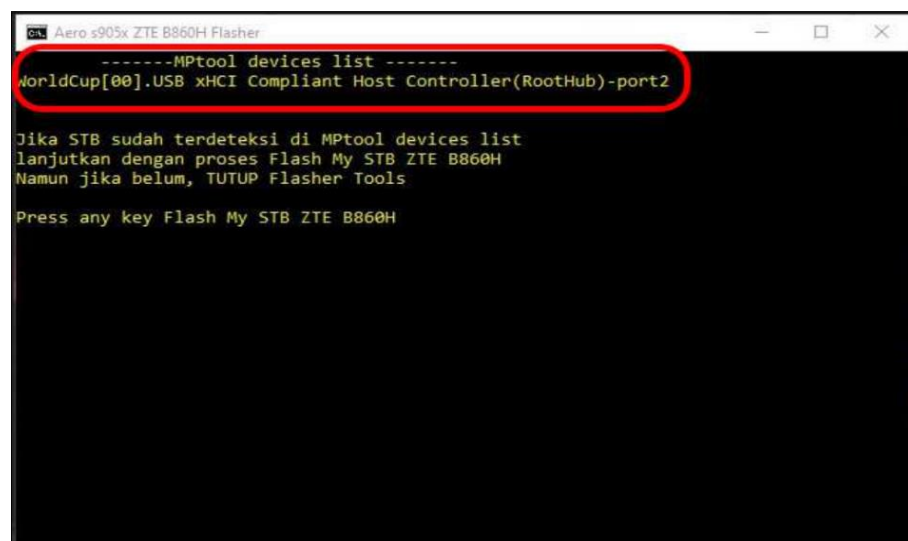 Aero s905x ZTE B860H Flasher
-------MPtool devices list -------
WorldCup[00].USB xHCI Compliant Host Controller(RootHub)-port2
Jika STB sudah terdeteksi di MPtool devices list
lanjutkan dengan proses Flash My STB ZTE B860H
Namun jika belum, TUTUP Flasher Tools
Press any key Flash My STB ZTE B860H